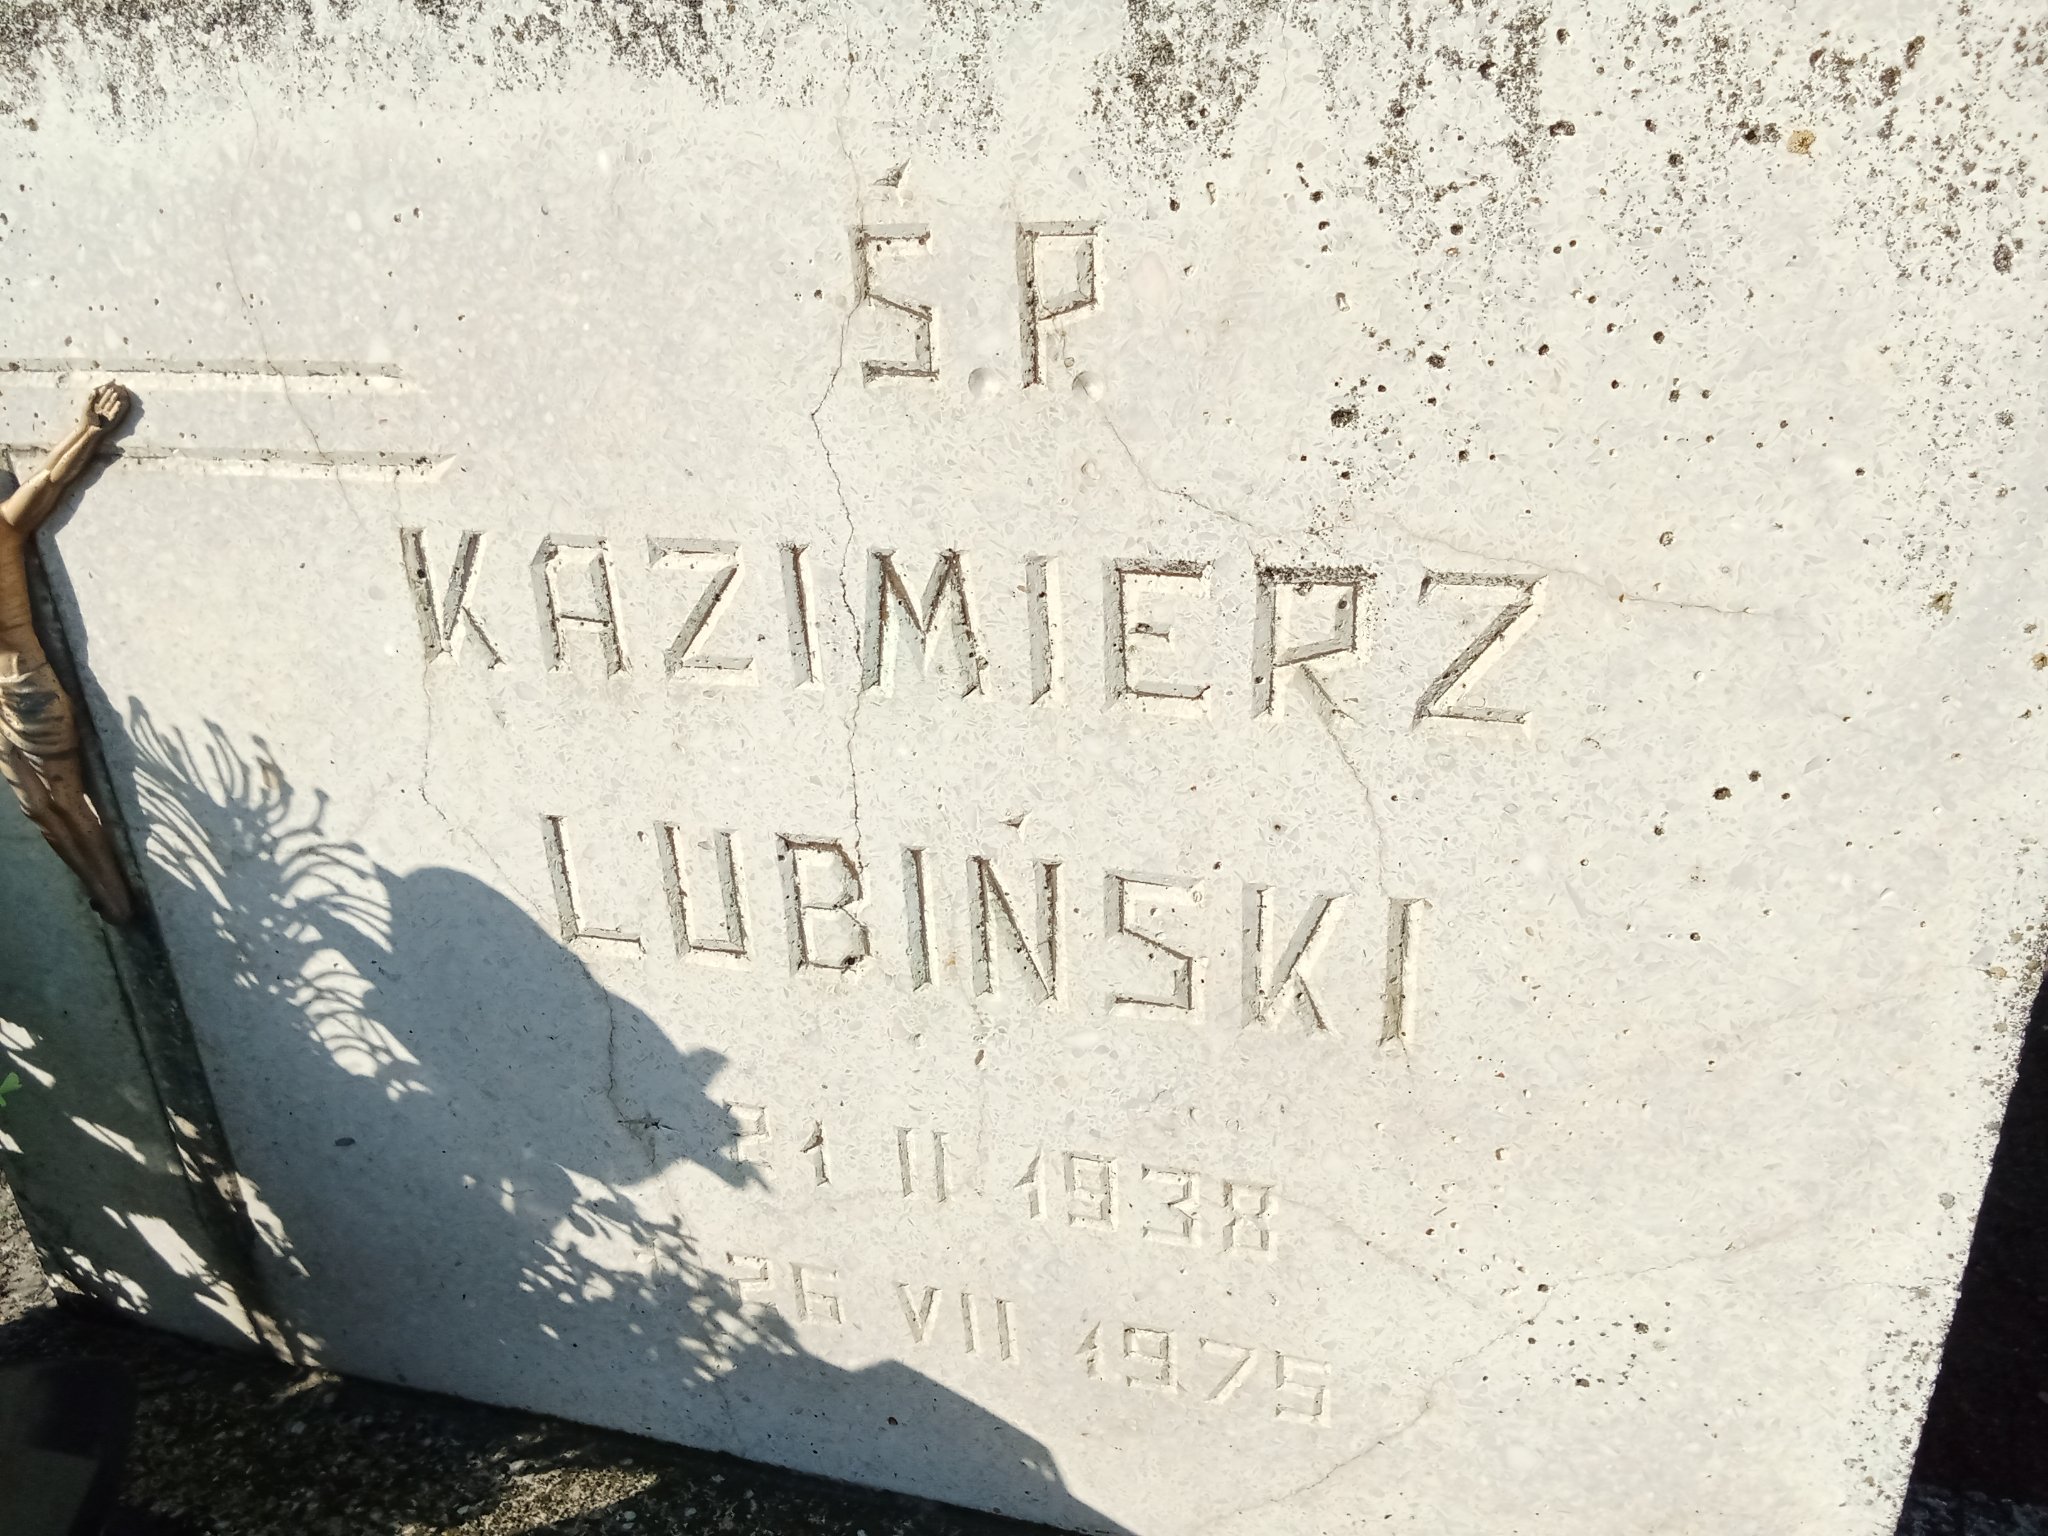 Ś.P.
KAZIMIERZ
LUBIŃSKI
21 II 1938
† 26 VII 1975